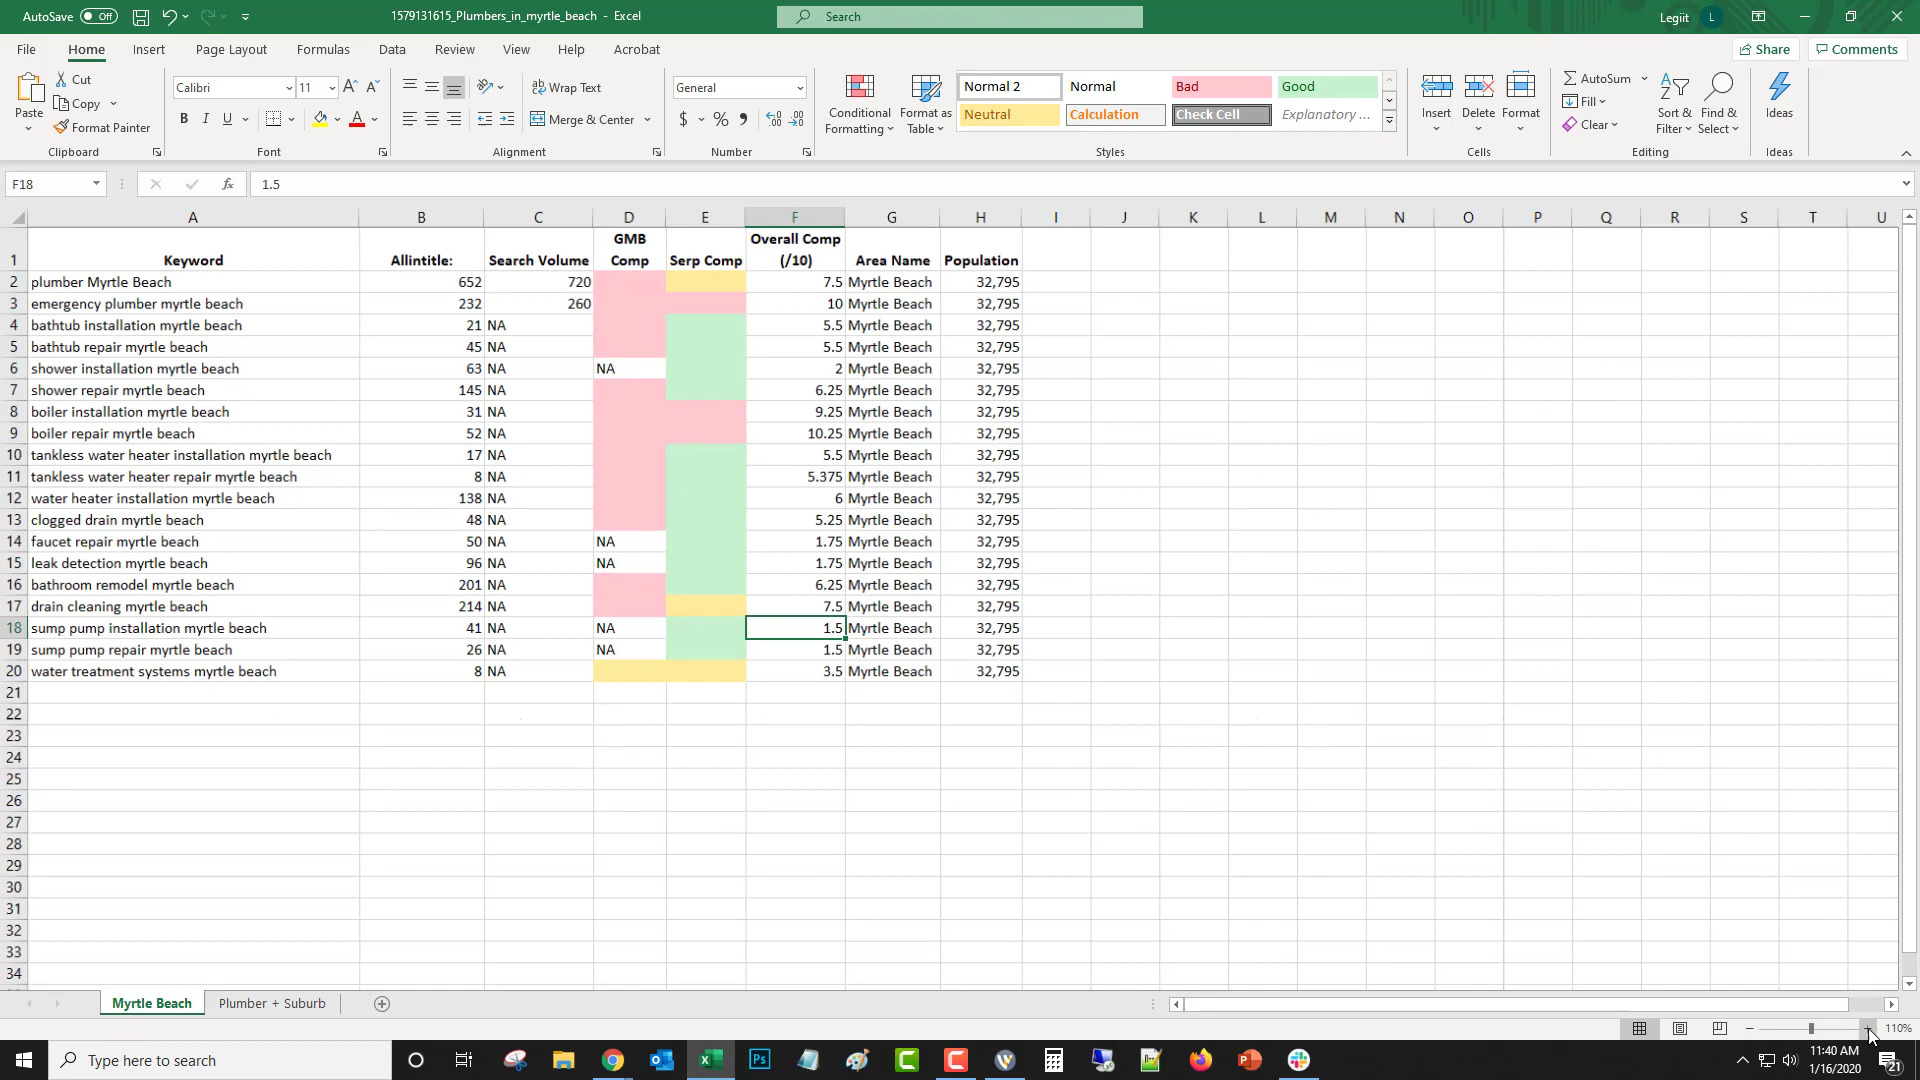 AutoSave Off 1579131615_Plumbers_in_myrtle_beach - Excel Search Legiit L
File Home Insert Page Layout Formulas Data Review View Help Acrobat Share Comments
Paste Cut Copy Format Painter Clipboard
Calibri 11 B I U A Font
Wrap Text Merge & Center Alignment
General $ % Number
Conditional Formatting Format as Table Normal 2 Normal Bad Good Neutral Calculation Check Cell Explanatory ... Styles
Insert Delete Format Cells
AutoSum Fill Clear Sort & Filter Find & Select Editing
Ideas Ideas
F18 fx 1.5
A B C D E F G H I J K L M N O P Q R S T U
1 Keyword Allintitle: Search Volume GMB Comp Serp Comp Overall Comp (/10) Area Name Population
2 plumber Myrtle Beach 652 720 7.5 Myrtle Beach 32,795
3 emergency plumber myrtle beach 232 260 10 Myrtle Beach 32,795
4 bathtub installation myrtle beach 21 NA 5.5 Myrtle Beach 32,795
5 bathtub repair myrtle beach 45 NA 5.5 Myrtle Beach 32,795
6 shower installation myrtle beach 63 NA NA 2 Myrtle Beach 32,795
7 shower repair myrtle beach 145 NA 6.25 Myrtle Beach 32,795
8 boiler installation myrtle beach 31 NA 9.25 Myrtle Beach 32,795
9 boiler repair myrtle beach 52 NA 10.25 Myrtle Beach 32,795
10 tankless water heater installation myrtle beach 17 NA 5.5 Myrtle Beach 32,795
11 tankless water heater repair myrtle beach 8 NA 5.375 Myrtle Beach 32,795
12 water heater installation myrtle beach 138 NA 6 Myrtle Beach 32,795
13 clogged drain myrtle beach 48 NA 5.25 Myrtle Beach 32,795
14 faucet repair myrtle beach 50 NA NA 1.75 Myrtle Beach 32,795
15 leak detection myrtle beach 96 NA NA 1.75 Myrtle Beach 32,795
16 bathroom remodel myrtle beach 201 NA 6.25 Myrtle Beach 32,795
17 drain cleaning myrtle beach 214 NA 7.5 Myrtle Beach 32,795
18 sump pump installation myrtle beach 41 NA NA 1.5 Myrtle Beach 32,795
19 sump pump repair myrtle beach 26 NA NA 1.5 Myrtle Beach 32,795
20 water treatment systems myrtle beach 8 NA 3.5 Myrtle Beach 32,795
21
22
23
24
25
26
27
28
29
30
31
32
33
34
Myrtle Beach Plumber + Suburb
110%
Type here to search Ps 11:40 AM
1/16/2020 21